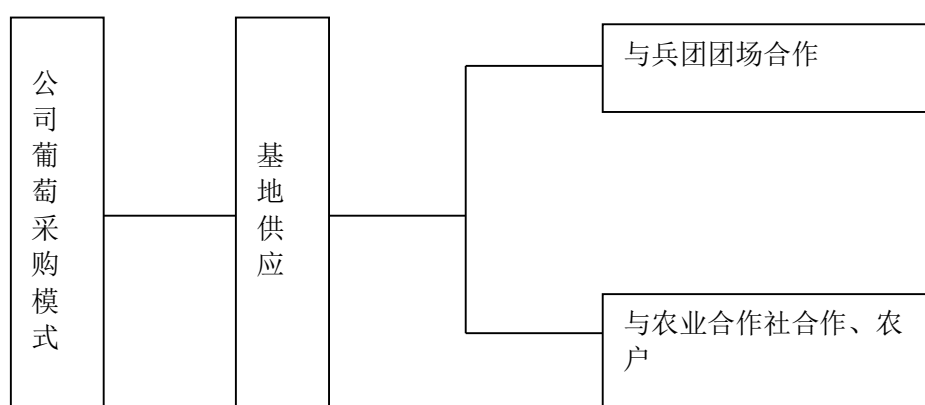 公司葡萄采购模式
基地供应
与兵团团场合作
与农业合作社合作、农
户